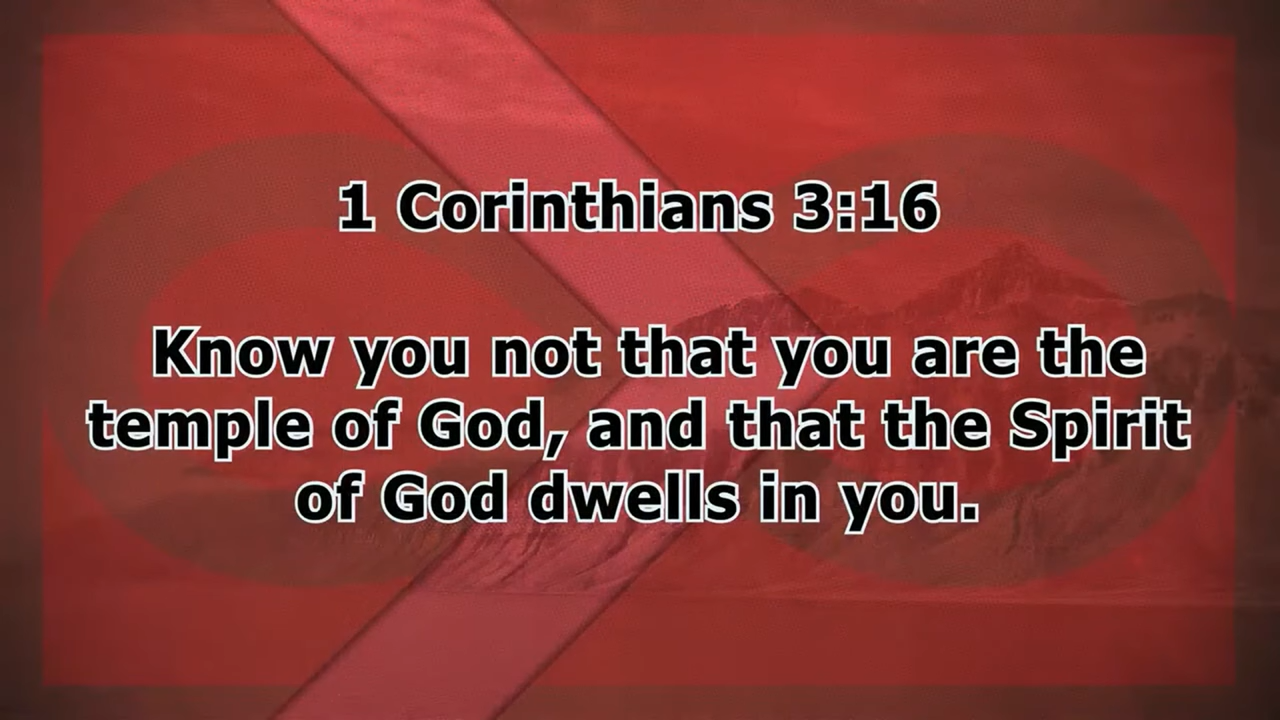 1 Corinthians 3:16
Know you not that you are the
temple of God, and that the Spirit
of God dwells in you.